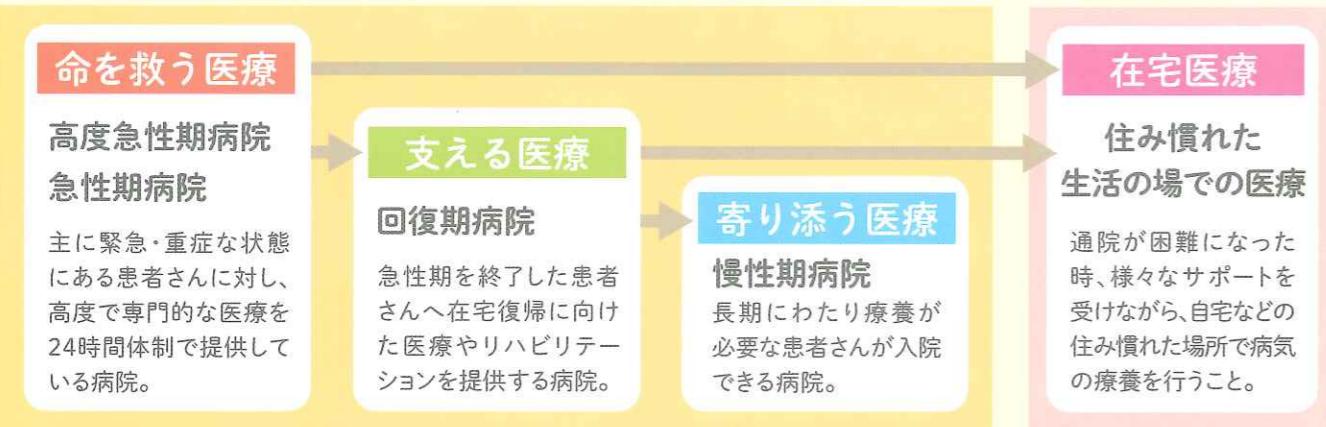 命を救う医療
高度急性期病院
急性期病院
主に緊急・重症な状態
にある患者さんに対し、
高度で専門的な医療を
24時間体制で提供して
いる病院。
支える医療
回復期病院
急性期を終了した患者
さんへ在宅復帰に向け
た医療やリハビリテー
ションを提供する病院。
寄り添う医療
慢性期病院
長期にわたり療養が
必要な患者さんが入院
できる病院。
在宅医療
住み慣れた
生活の場での医療
通院が困難になった
時、様々なサポートを
受けながら、自宅などの
住み慣れた場所で病気
の療養を行うこと。